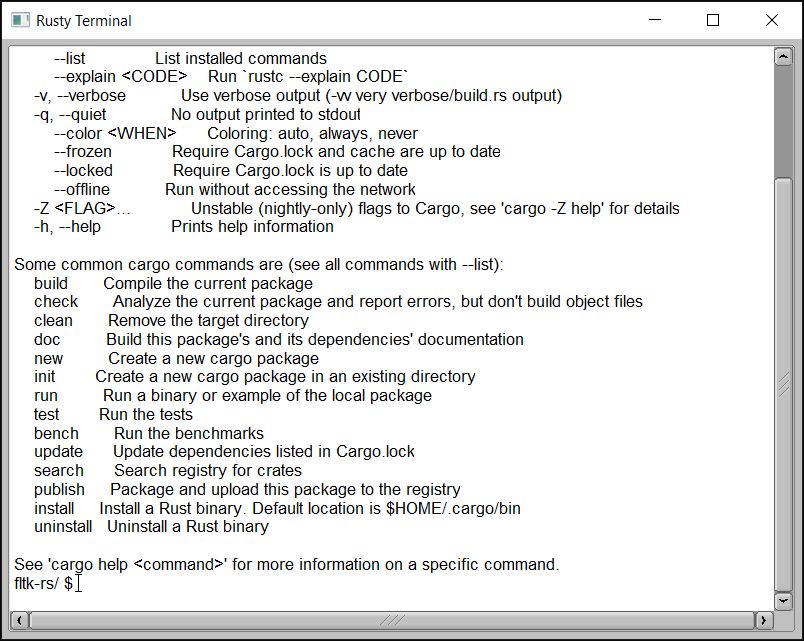 Rusty Terminal
--list List installed commands
--explain <CODE> Run `rustc --explain CODE`
-v, --verbose Use verbose output (-vv very verbose/build.rs output)
-q, --quiet No output printed to stdout
--color <WHEN> Coloring: auto, always, never
--frozen Require Cargo.lock and cache are up to date
--locked Require Cargo.lock is up to date
--offline Run without accessing the network
-Z <FLAG>... Unstable (nightly-only) flags to Cargo, see 'cargo -Z help' for details
-h, --help Prints help information
Some common cargo commands are (see all commands with --list):
build Compile the current package
check Analyze the current package and report errors, but don't build object files
clean Remove the target directory
doc Build this package's and its dependencies' documentation
new Create a new cargo package
init Create a new cargo package in an existing directory
run Run a binary or example of the local package
test Run the tests
bench Run the benchmarks
update Update dependencies listed in Cargo.lock
search Search registry for crates
publish Package and upload this package to the registry
install Install a Rust binary. Default location is $HOME/.cargo/bin
uninstall Uninstall a Rust binary
See 'cargo help <command>' for more information on a specific command.
fltk-rs/ $